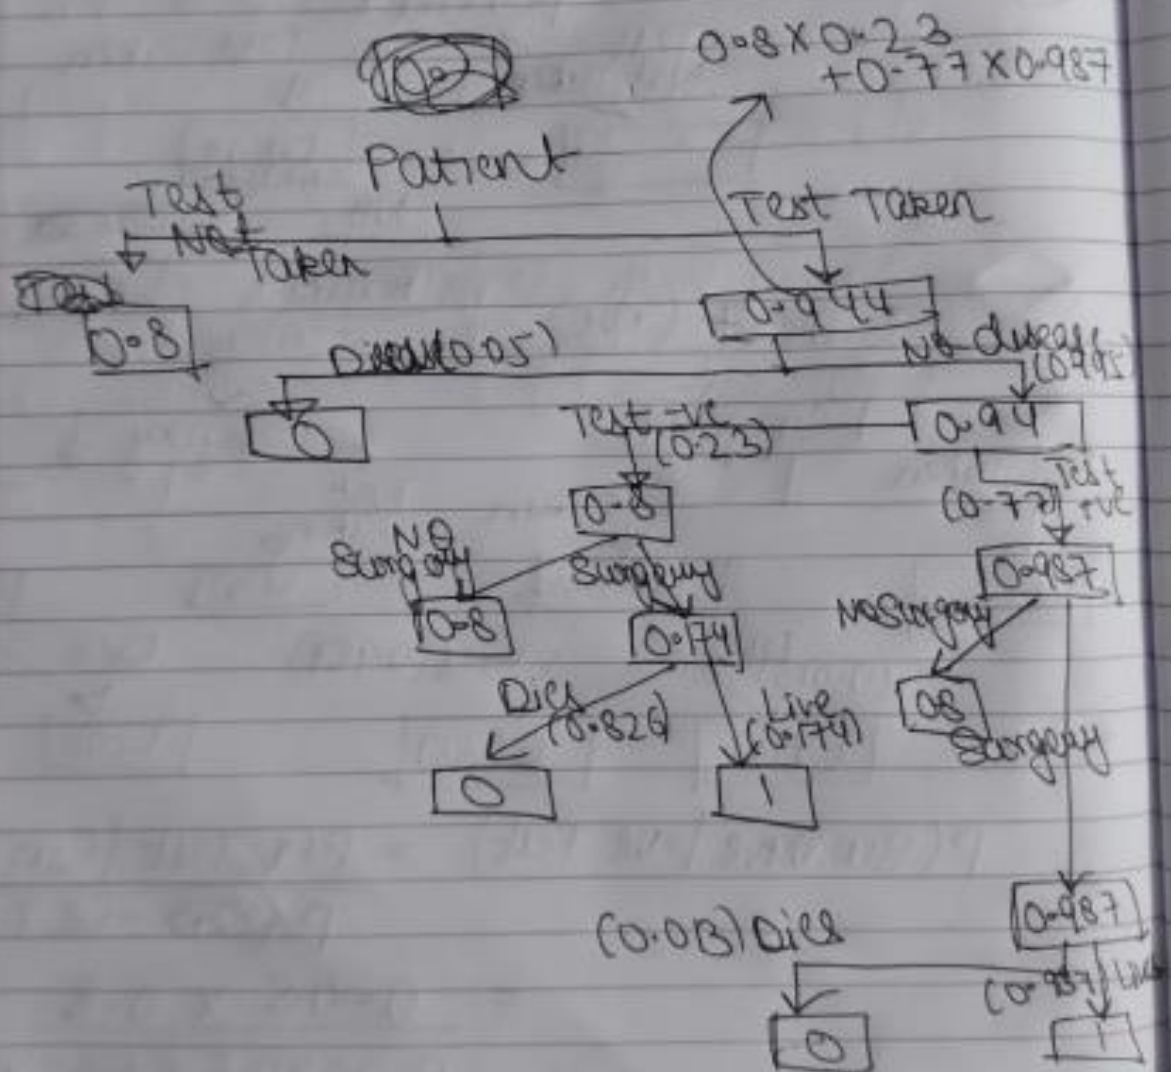 0.8 X 0.23
+0.77 X 0.987
Patient
Test
Not
Taken
Test Taken
0.8
0.944
(0.05)
No disease
0
0.94
Test -ve
(0.23)
Test
+ve
(0.77)
0.8
0.987
No
Surgery
Surgery
No Surgery
0.8
0.174
0.8
Surgery
Dies
(0.826)
Live
(0.174)
0
1
0.987
(0.013) Dies
(0.987)
0
1